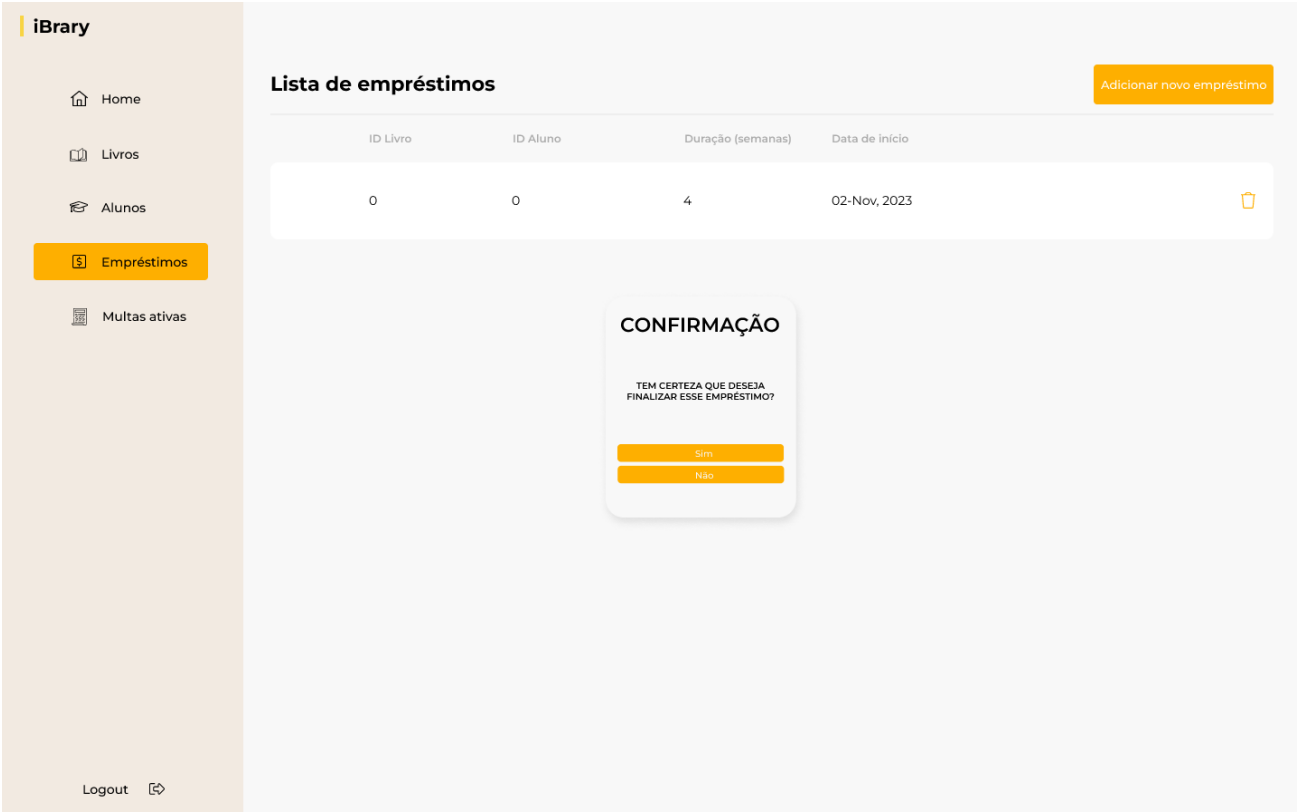 iBrary
Home
Livros
Alunos
Empréstimos
Multas ativas
Logout
Lista de empréstimos
Adicionar novo empréstimo
ID Livro ID Aluno Duração (semanas) Data de início
0 0 4 02-Nov, 2023
CONFIRMAÇÃO
TEM CERTEZA QUE DESEJA
FINALIZAR ESSE EMPRÉSTIMO?
Sim
Não